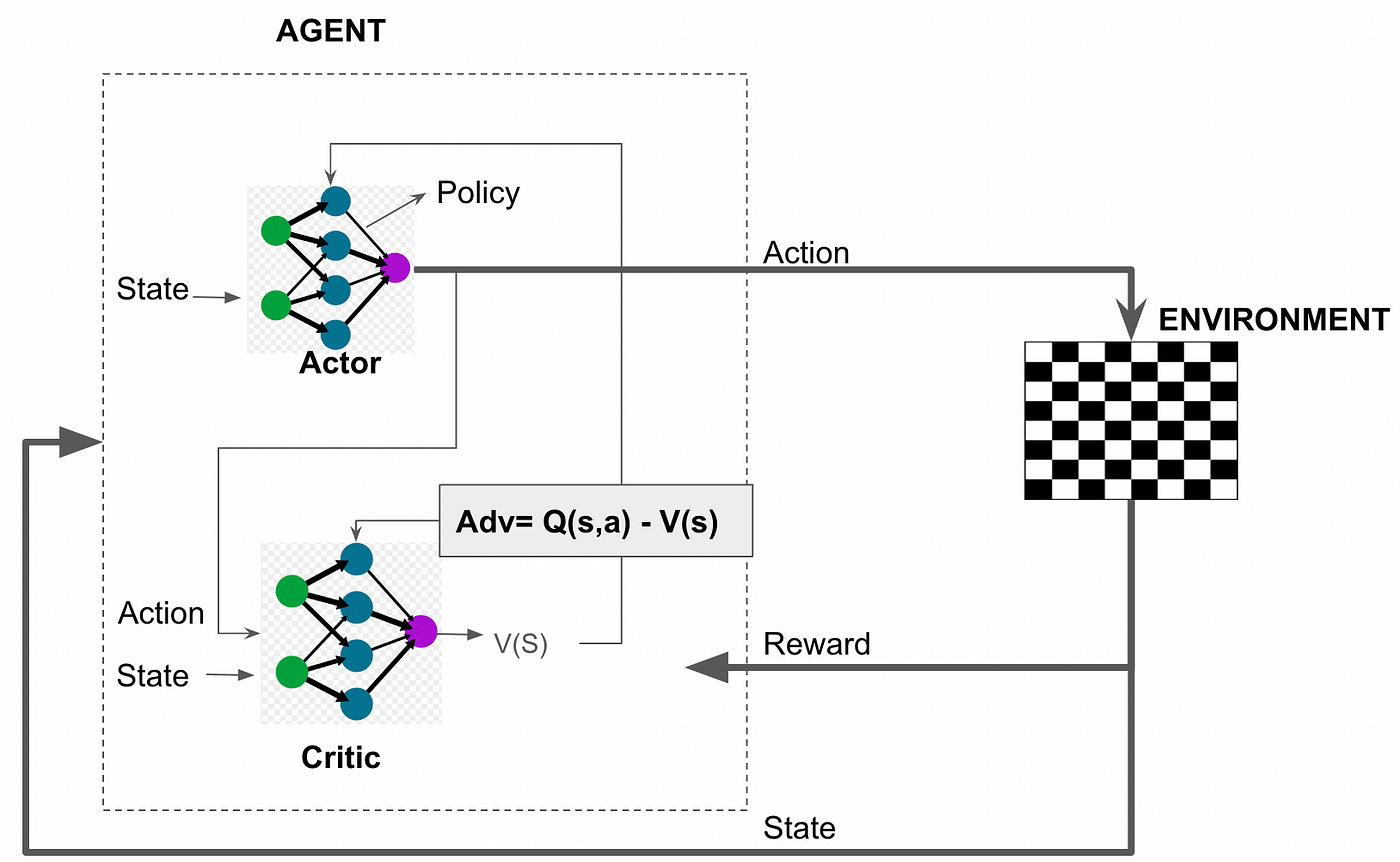 AGENT
Policy
Action
State
ENVIRONMENT
Actor
Adv= Q(s,a) - V(s)
Action
Reward
V(S)
State
Critic
State